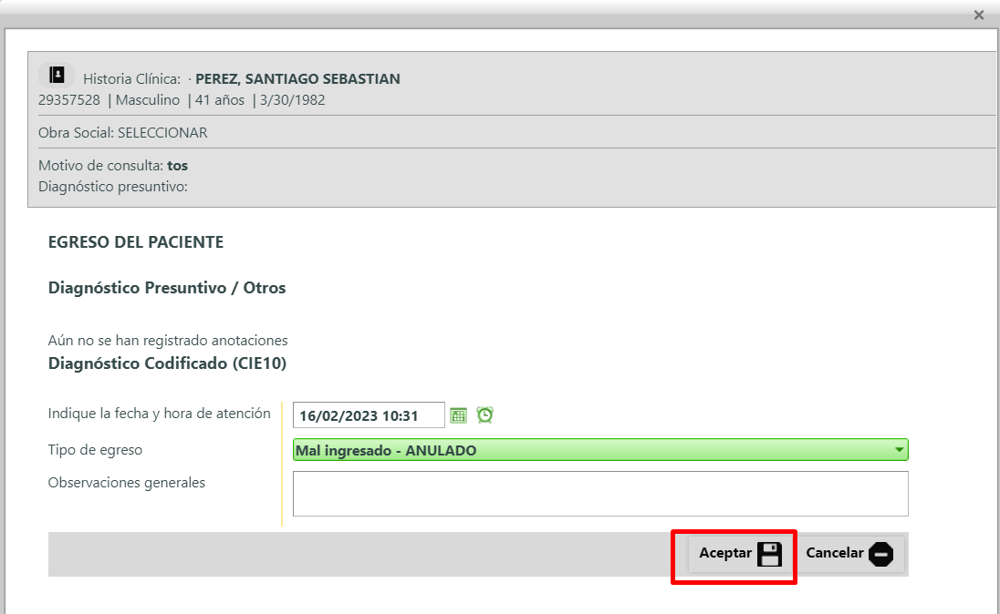 Historia Clínica: · PEREZ, SANTIAGO SEBASTIAN
29357528 | Masculino | 41 años | 3/30/1982
Obra Social: SELECCIONAR
Motivo de consulta: tos
Diagnóstico presuntivo:
EGRESO DEL PACIENTE
Diagnóstico Presuntivo / Otros
Aún no se han registrado anotaciones
Diagnóstico Codificado (CIE10)
Indique la fecha y hora de atención 16/02/2023 10:31
Tipo de egreso Mal ingresado - ANULADO
Observaciones generales
Aceptar Cancelar